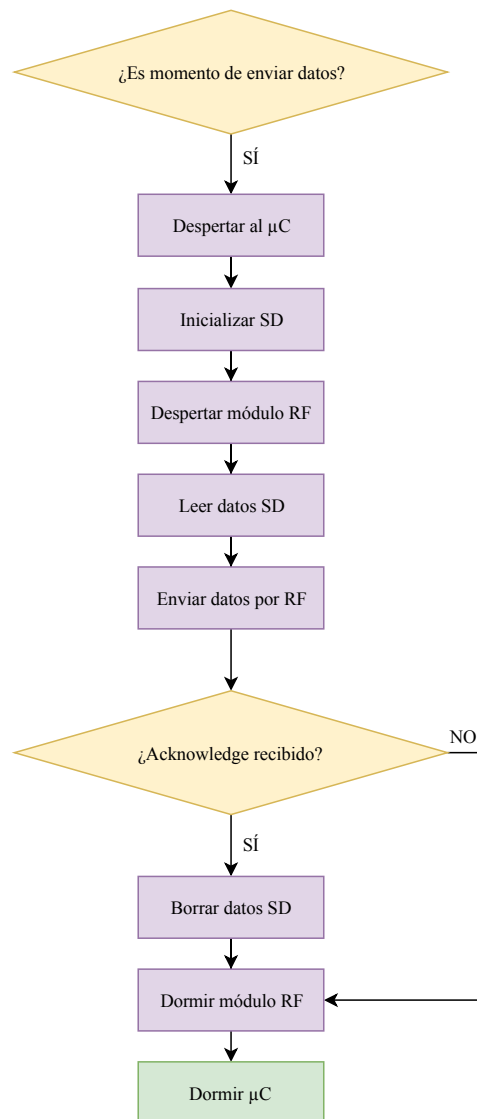 ¿Es momento de enviar datos?
SÍ
Despertar al µC
Inicializar SD
Despertar módulo RF
Leer datos SD
Enviar datos por RF
¿Acknowledge recibido?
NO
SÍ
Borrar datos SD
Dormir módulo RF
Dormir µC